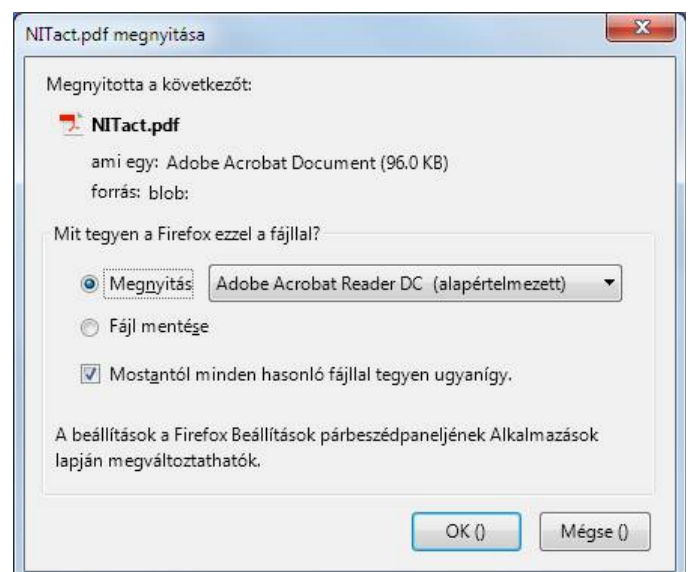 NITact.pdf megnyitása
Megnyitotta a következőt:
NITact.pdf
ami egy: Adobe Acrobat Document (96.0 KB)
forrás: blob:
Mit tegyen a Firefox ezzel a fájllal?
Megnyitás Adobe Acrobat Reader DC (alapértelmezett)
Fájl mentése
Mostantól minden hasonló fájllal tegyen ugyanígy.
A beállítások a Firefox Beállítások párbeszédpaneljének Alkalmazások
lapján megváltoztathatók.
OK () Mégse ()